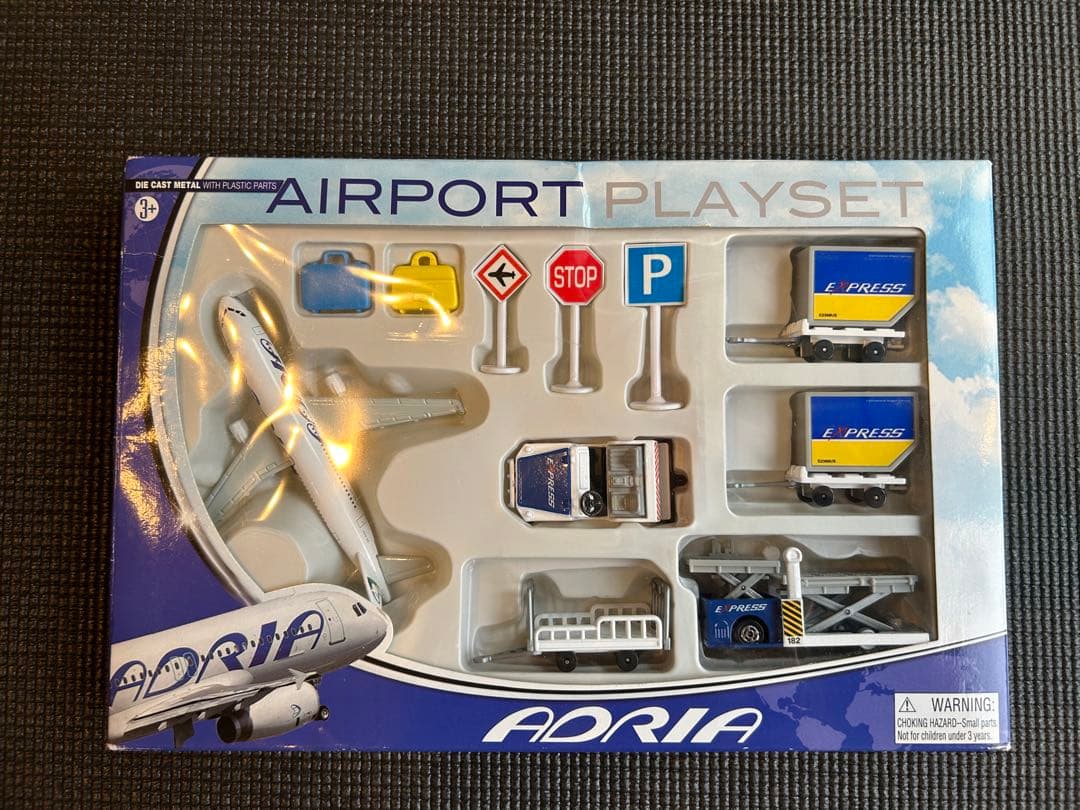 DIE CAST METAL WITH PLASTIC PARTS
3+
AIRPORT PLAYSET
STOP
P
EXPRESS
EXPRESS
EXPRESS
EXPRESS
182
ADRIA
ADRIA
WARNING:
CHOKING HAZARD–Small parts
Not for children under 3 years.